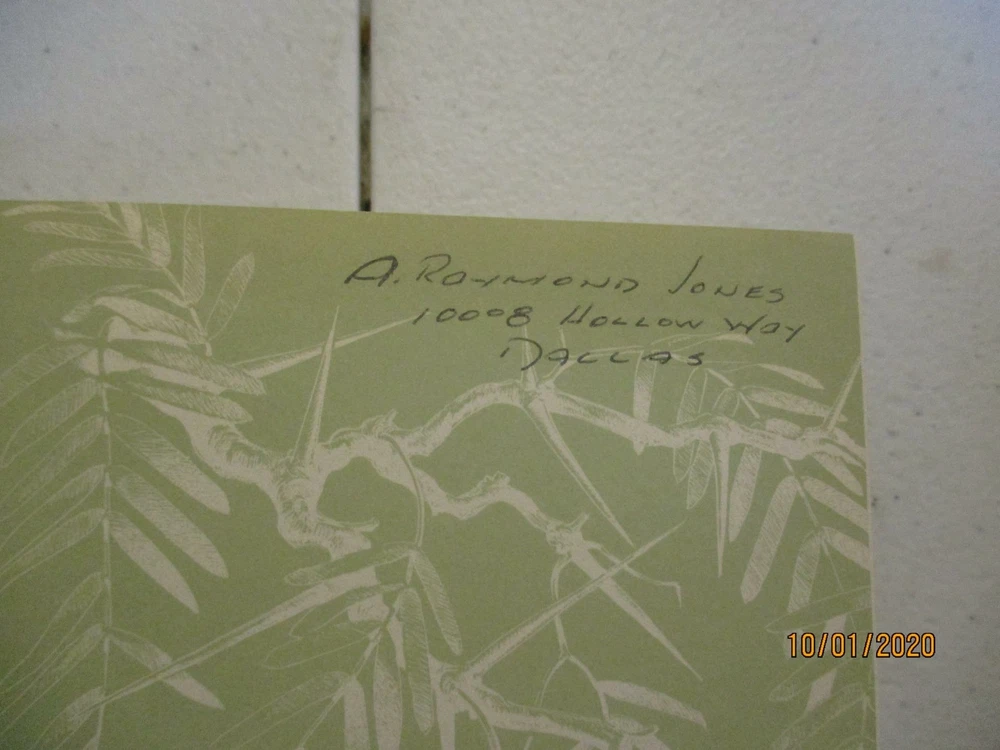 A. Raymond Jones
10008 Hollow Way
Dallas
10/01/2020